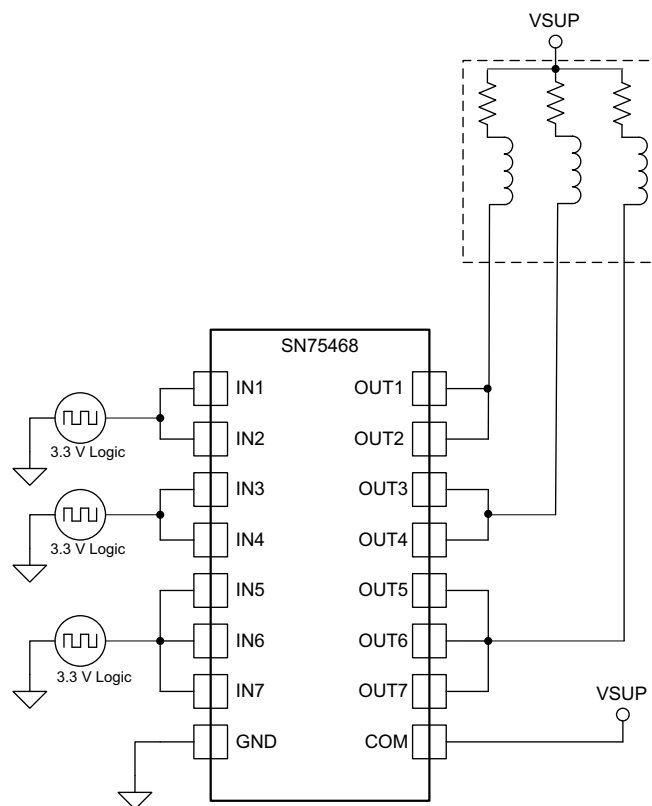 VSUP
SN75468
IN1
OUT1
IN2
OUT2
3.3 V Logic
IN3
OUT3
IN4
OUT4
3.3 V Logic
IN5
OUT5
IN6
OUT6
3.3 V Logic
IN7
OUT7
VSUP
GND
COM